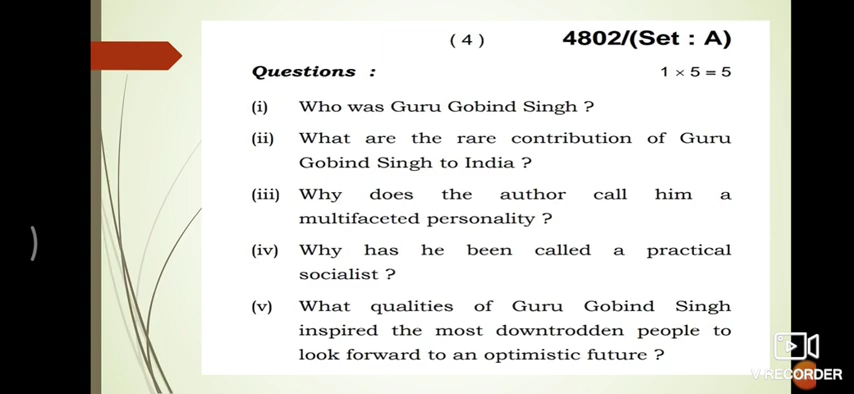 ( 4 ) 4802/(Set : A)
Questions : 1 × 5 = 5
(i) Who was Guru Gobind Singh ?
(ii) What are the rare contribution of Guru
Gobind Singh to India ?
(iii) Why does the author call him a
multifaceted personality ?
(iv) Why has he been called a practical
socialist ?
(v) What qualities of Guru Gobind Singh
inspired the most downtrodden people to
look forward to an optimistic future ?
V-RECORDER